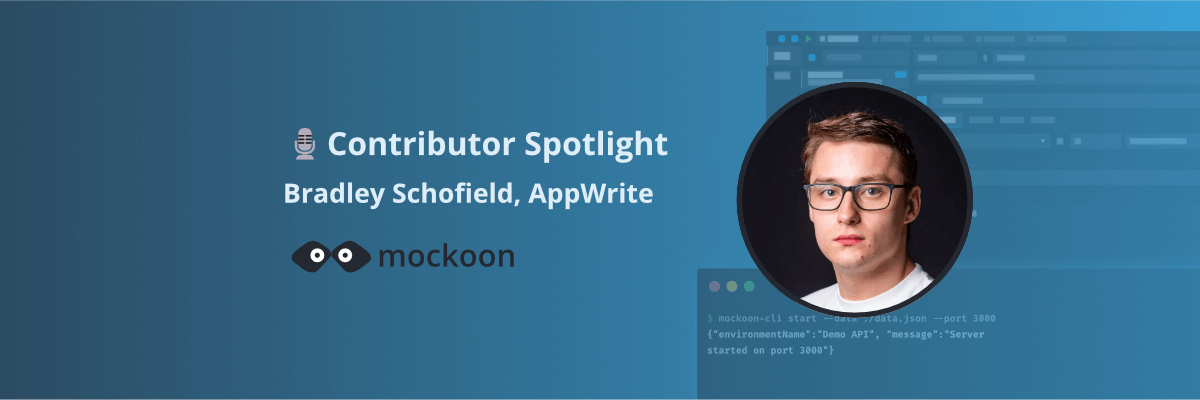 Contributor Spotlight
Bradley Schofield, AppWrite
mockoon
$ mockoon-cli start --data ./data.json --port 3000
{"environmentName":"Demo API", "message":"Server
started on port 3000"}